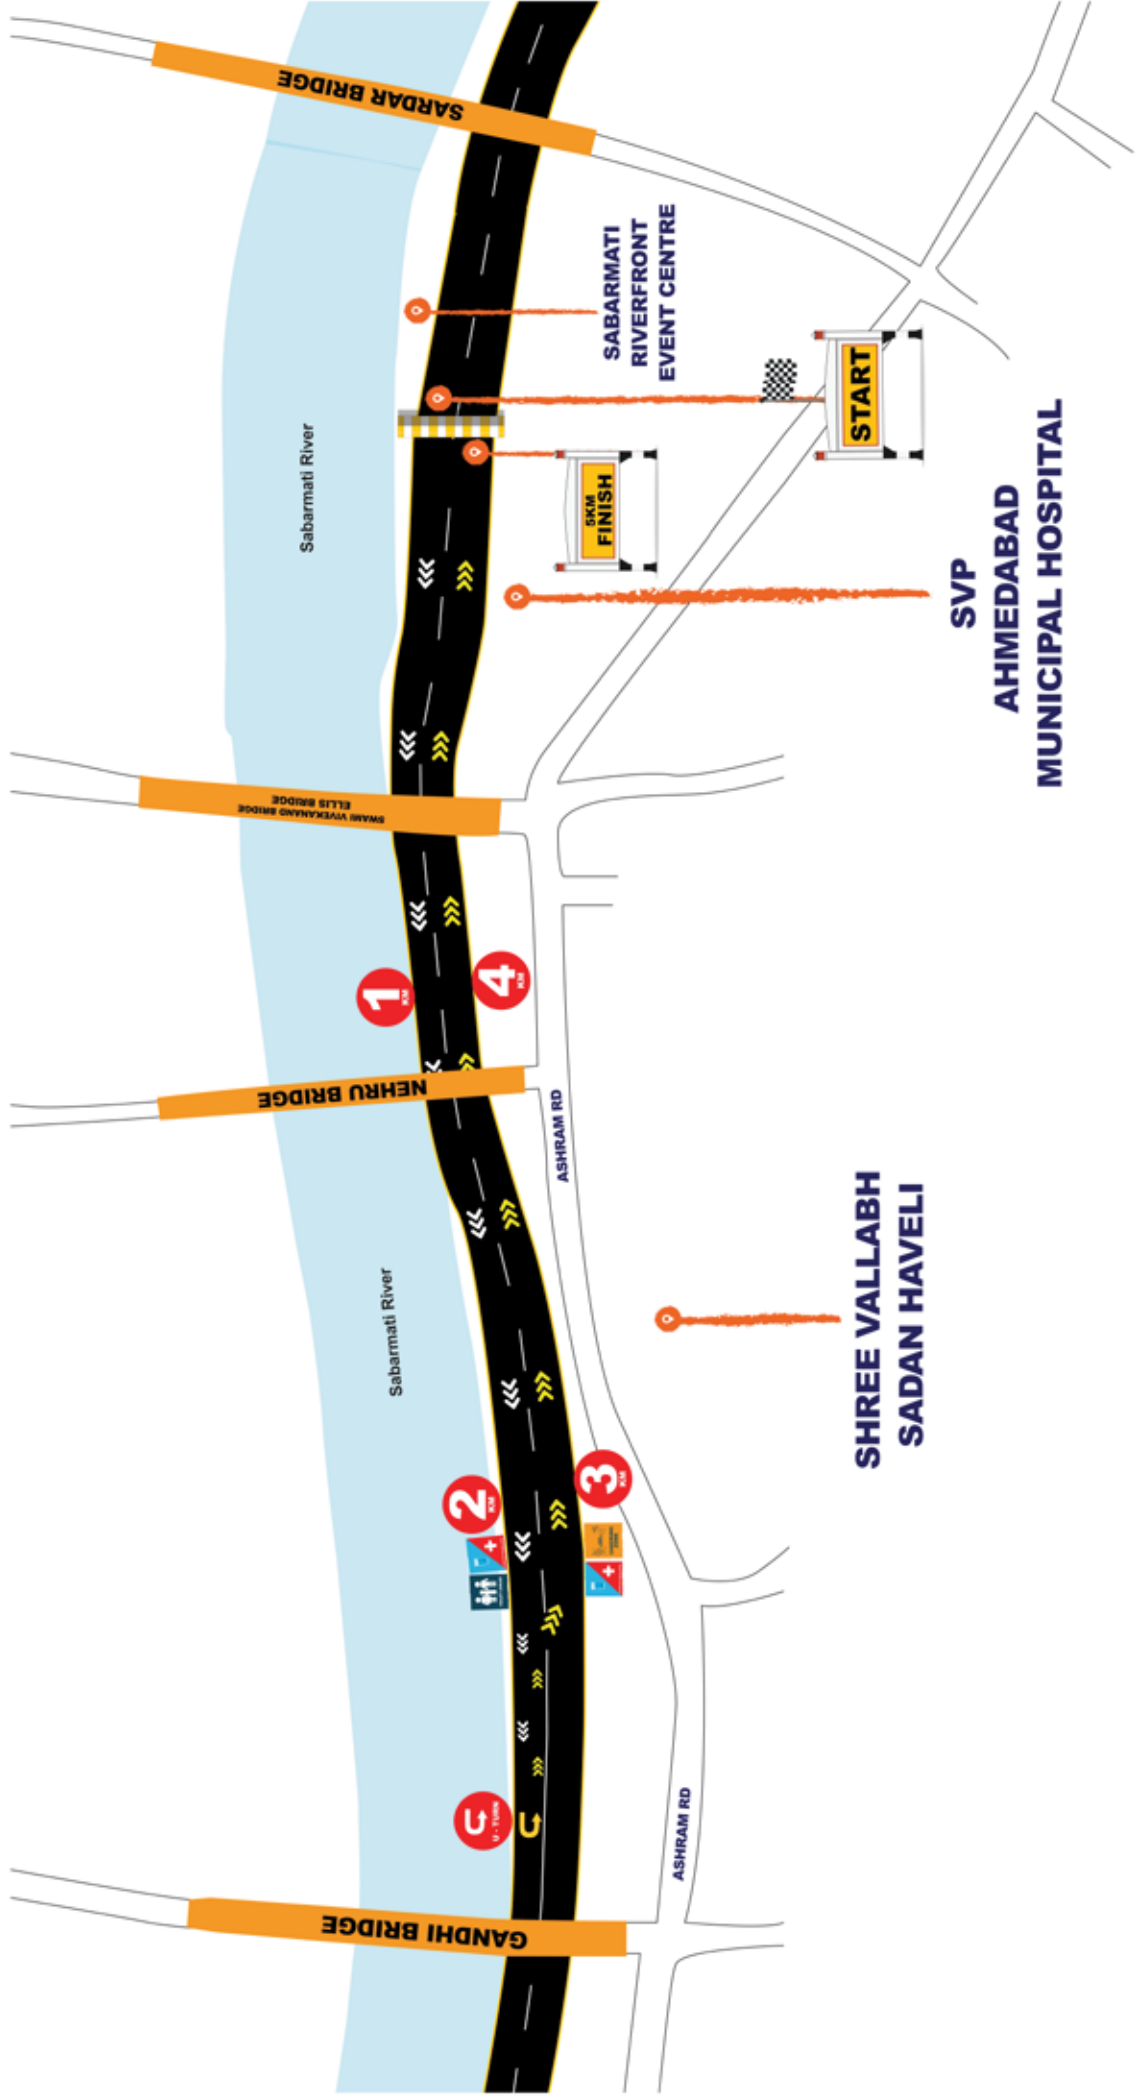 SARDAR BRIDGE
SABARMATI
RIVERFRONT
EVENT CENTRE
START
5KM
FINISH
Sabarmati River
SVP
AHMEDABAD
MUNICIPAL HOSPITAL
SWAMI VIVEKANAND BRIDGE
ELLIS BRIDGE
1
KM
4
KM
NEHRU BRIDGE
ASHRAM RD
Sabarmati River
SHREE VALLABH
SADAN HAVELI
2
KM
3
KM
U - TURN
ASHRAM RD
GANDHI BRIDGE